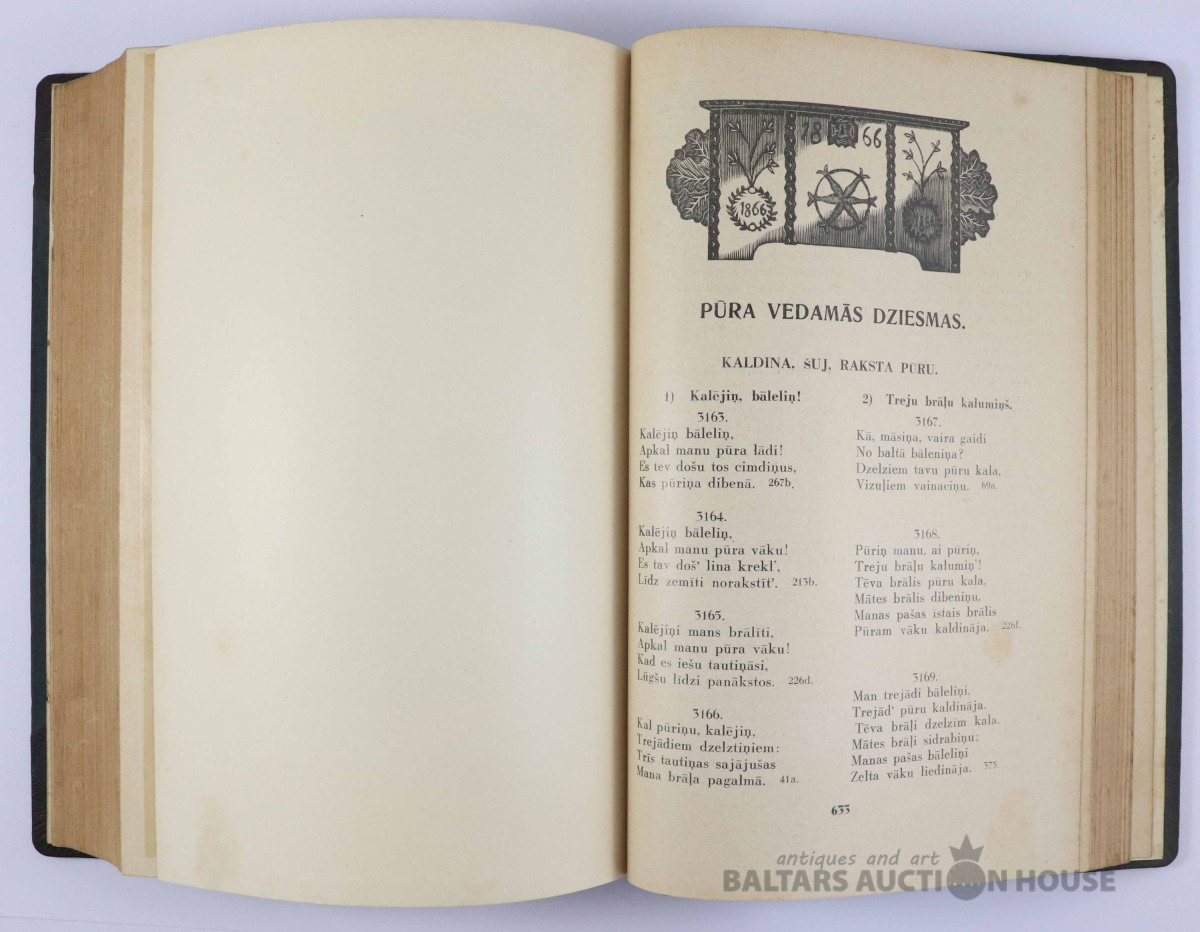 1866
1866
PŪRA VEDAMĀS DZIESMAS.
KALDINA, ŠUJ, RAKSTA PŪRU.
1) Kalējiņ, bāleliņ!
3163.
Kalējiņ bāleliņ,
Apkal manu pūra lādi!
Es tev došu tos cimdiņus,
Kas pūriņa dibenā. 267b.
3164.
Kalējiņ bāleliņ,
Apkal manu pūra vāku!
Es tav doš' lina krekl',
Līdz zemīti norakstīt'. 213b.
3165.
Kalējiņi mans brālīti,
Apkal manu pūra vāku!
Kad es iešu tautiņāsi,
Lūgšu līdzi panākstos. 226d.
3166.
Kal pūriņu, kalējiņ,
Trejādiem dzelztiņiem:
Trīs tautiņas sajājušas
Mana brāļa pagalmā. 41a.
2) Treju brāļu kalumiņš.
3167.
Kā, māsiņa, vaira gaidi
No baltā bāleniņa?
Dzelziem tavu pūru kala,
Vizuļiem vainaciņu. 69a.
3168.
Pūriņ manu, ai pūriņ,
Treju brāļu kalumiņ'!
Tēva brālis pūru kala,
Mātes brālis dibeniņu,
Manas pašas īstais brālis
Pūram vāku kaldināja. 226f.
3169.
Man trejādi bāleliņi,
Trejād' pūru kaldināja.
Tēva brāļi dzelzim kala.
Mātes brāļi sidrabiņu;
Manas pašas bāleliņi
Zelta vāku liedināja. 373.
633
antiques and art
BALTARS AUCTION HOUSE